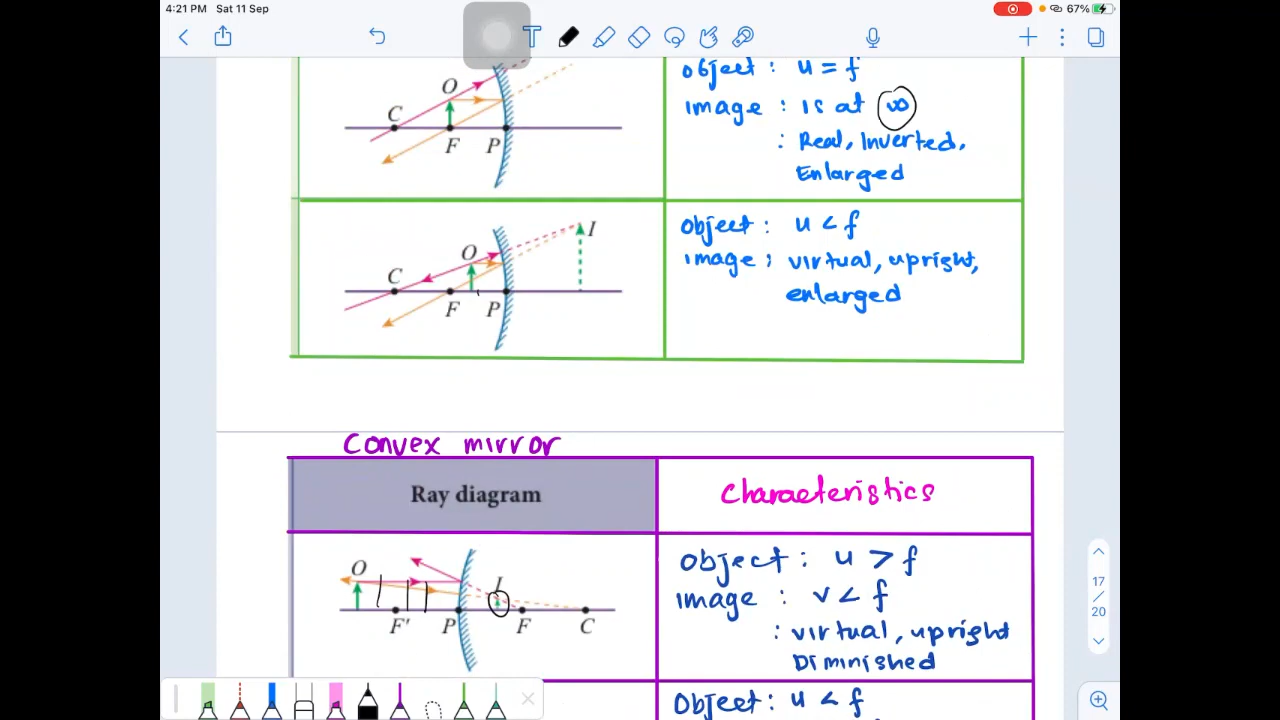 4:21 PM Sat 11 Sep
67%
T
Object: u = f
image : is at ∞
: Real, Inverted,
Enlarged
C
O
F
P
Object: u < f
image; virtual, upright,
enlarged
C
O
I
F
P
Convex mirror
Ray diagram
Characteristics
O
I
F'
P
F
C
Object: u > f
image : v < f
: virtual, upright
Diminished
Object: u < f
17
/
20